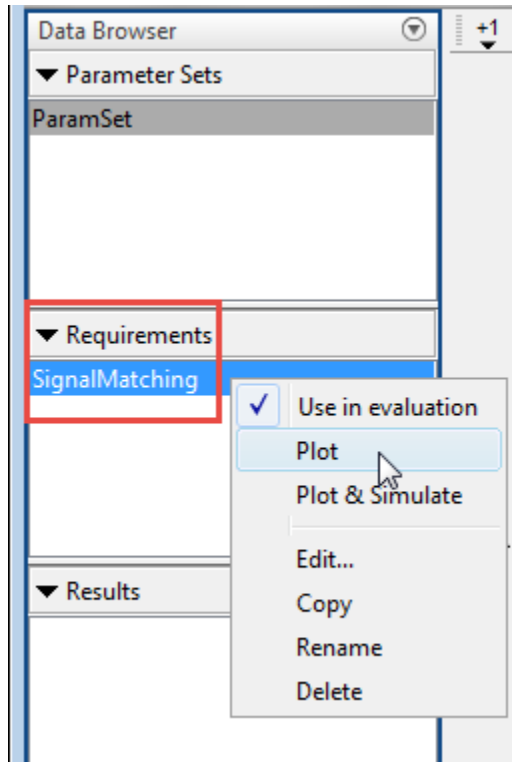 Data Browser
+1
Parameter Sets
ParamSet
Requirements
SignalMatching
Use in evaluation
Plot
Plot & Simulate
Edit...
Copy
Rename
Delete
Results